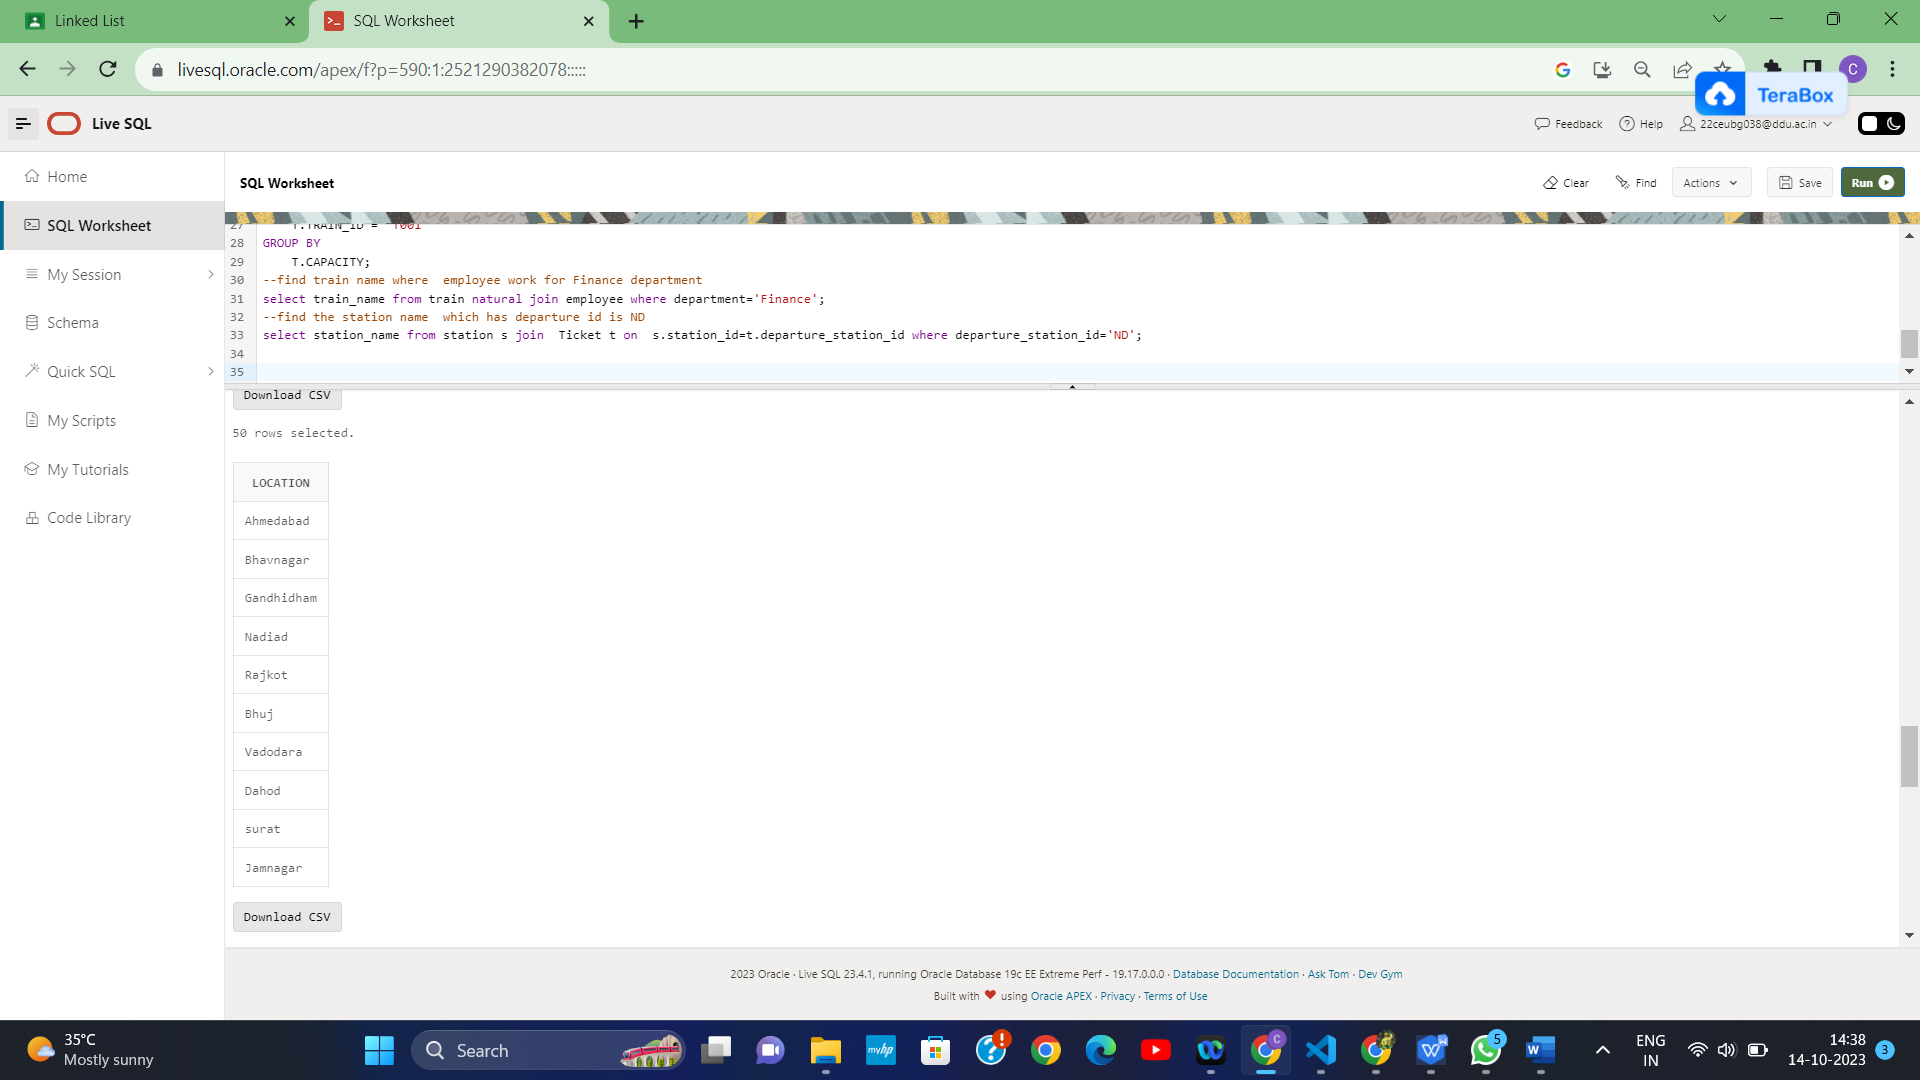 Linked List
SQL Worksheet
livesql.oracle.com/apex/f?p=590:1:2521290382078:::::
C
TeraBox
Live SQL
Feedback
Help
22ceubg038@ddu.ac.in
Home
SQL Worksheet
My Session
Schema
Quick SQL
My Scripts
My Tutorials
Code Library
SQL Worksheet
Clear
Find
Actions
Save
Run
27 T.TRAIN_ID = 'T001'
28 GROUP BY
29 T.CAPACITY;
30 --find train name where  employee work for Finance department
31 select train_name from train natural join employee where department='Finance';
32 --find the station name  which has departure id is ND
33 select station_name from station s join  Ticket t on  s.station_id=t.departure_station_id where departure_station_id='ND';
34
35
Download CSV
50 rows selected.
LOCATION
Ahmedabad
Bhavnagar
Gandhidham
Nadiad
Rajkot
Bhuj
Vadodara
Dahod
surat
Jamnagar
Download CSV
2023 Oracle · Live SQL 23.4.1, running Oracle Database 19c EE Extreme Perf - 19.17.0.0.0 · Database Documentation · Ask Tom · Dev Gym
Built with ❤ using Oracle APEX · Privacy · Terms of Use
35°C
Mostly sunny
Search
myhp
C
5
ENG
IN
14:38
14-10-2023
3